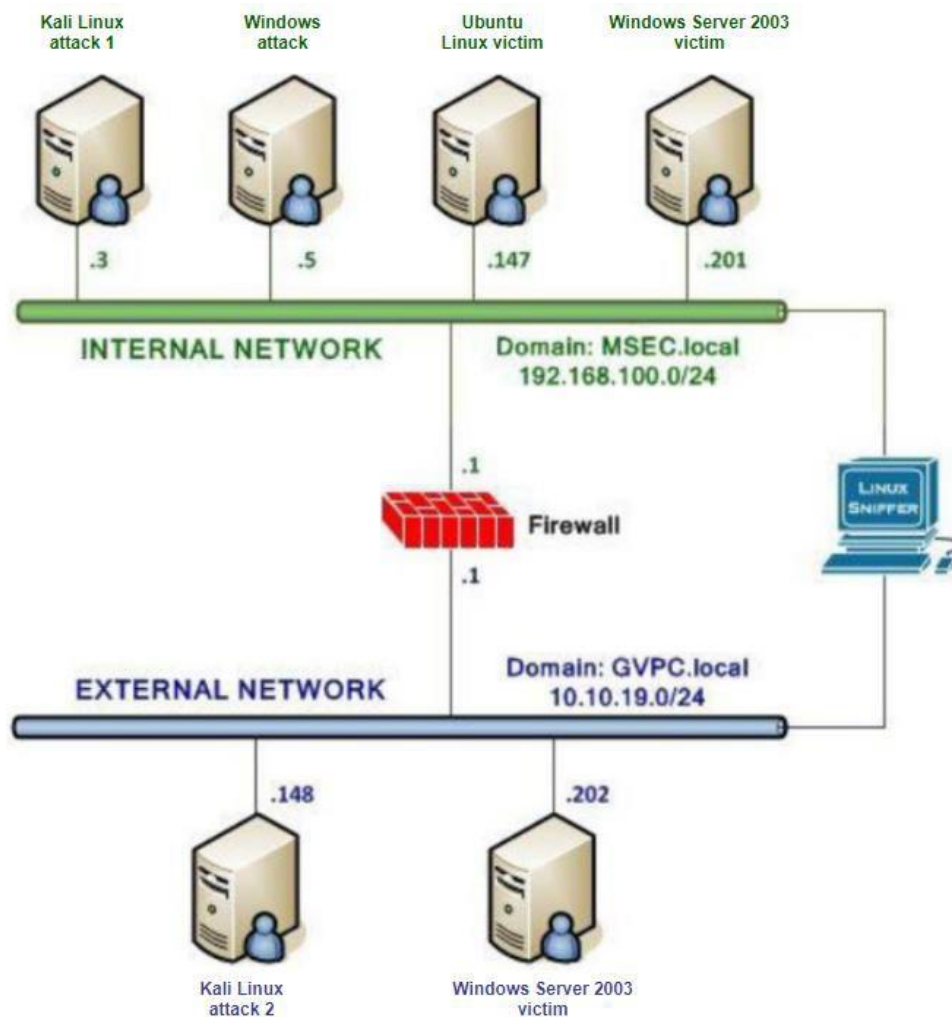 Kali Linux
attack 1
Windows
attack
Ubuntu
Linux victim
Windows Server 2003
victim
.3
.5
.147
.201
INTERNAL NETWORK
Domain: MSEC.local
192.168.100.0/24
.1
Firewall
.1
LINUX
SNIFFER
EXTERNAL NETWORK
Domain: GVPC.local
10.10.19.0/24
.148
.202
Kali Linux
attack 2
Windows Server 2003
victim